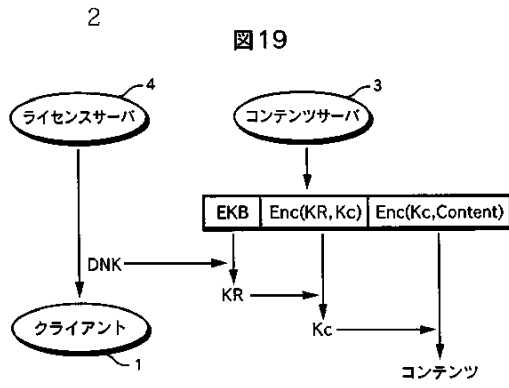 2
図19
4
ライセンスサーバ
3
コンテンツサーバ
EKB Enc(KR,Kc) Enc(Kc,Content)
DNK
KR
Kc
クライアント
1
コンテンツ